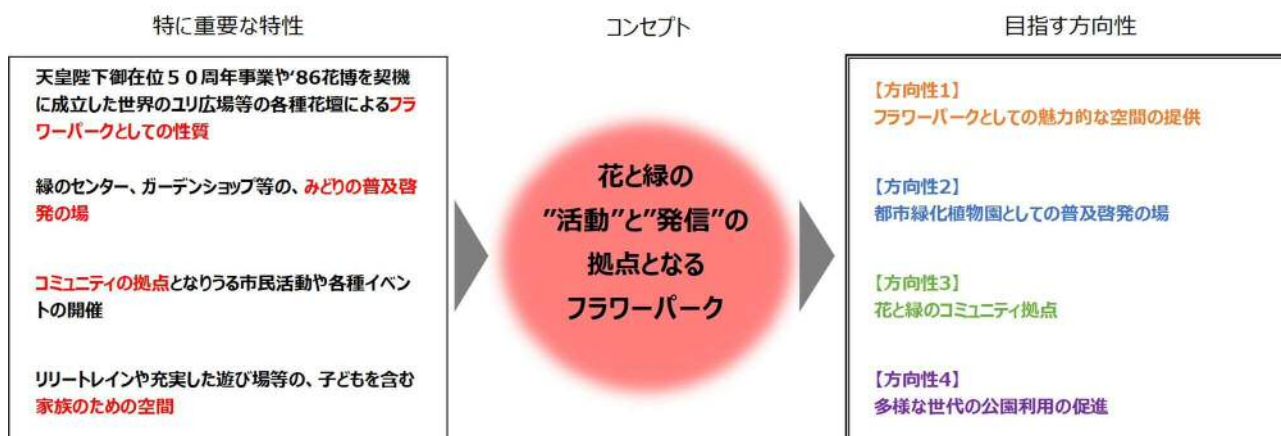 特に重要な特性
天皇陛下御在位５０周年事業や‘86花博を契機
に成立した世界のユリ広場等の各種花壇によるフラ
ワーパークとしての性質
緑のセンター、ガーデンショップ等の、みどりの普及啓
発の場
コミュニティの拠点となりうる市民活動や各種イベン
トの開催
リリートレインや充実した遊び場等の、子どもを含む
家族のための空間
コンセプト
花と緑の
”活動”と”発信”の
拠点となる
フラワーパーク
目指す方向性
【方向性1】
フラワーパークとしての魅力的な空間の提供
【方向性2】
都市緑化植物園としての普及啓発の場
【方向性3】
花と緑のコミュニティ拠点
【方向性4】
多様な世代の公園利用の促進